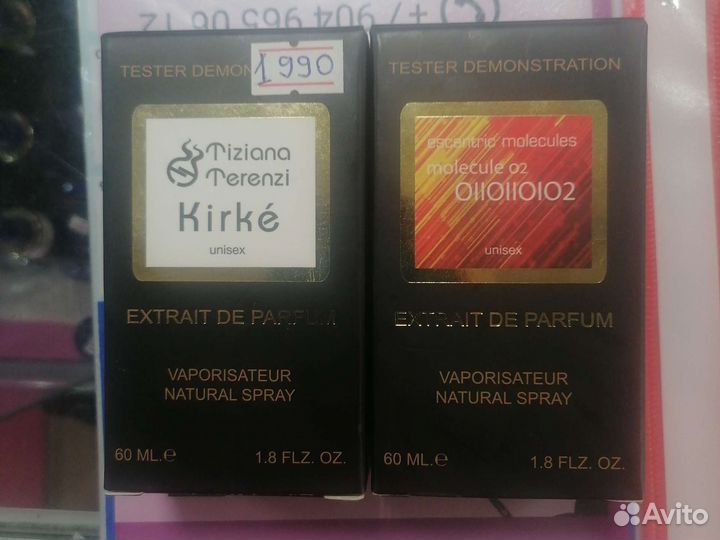 +7 904 965 06 12
TESTER DEMON
1990
Tiziana
Terenzi
Kirké
unisex
EXTRAIT DE PARFUM
VAPORISATEUR
NATURAL SPRAY
60 ML.e
1.8 FLZ. OZ.
TESTER DEMONSTRATION
escentric molecules
molecule 02
0110110102
unisex
EXTRAIT DE PARFUM
VAPORISATEUR
NATURAL SPRAY
60 ML.e
1.8 FLZ. OZ.
Avito